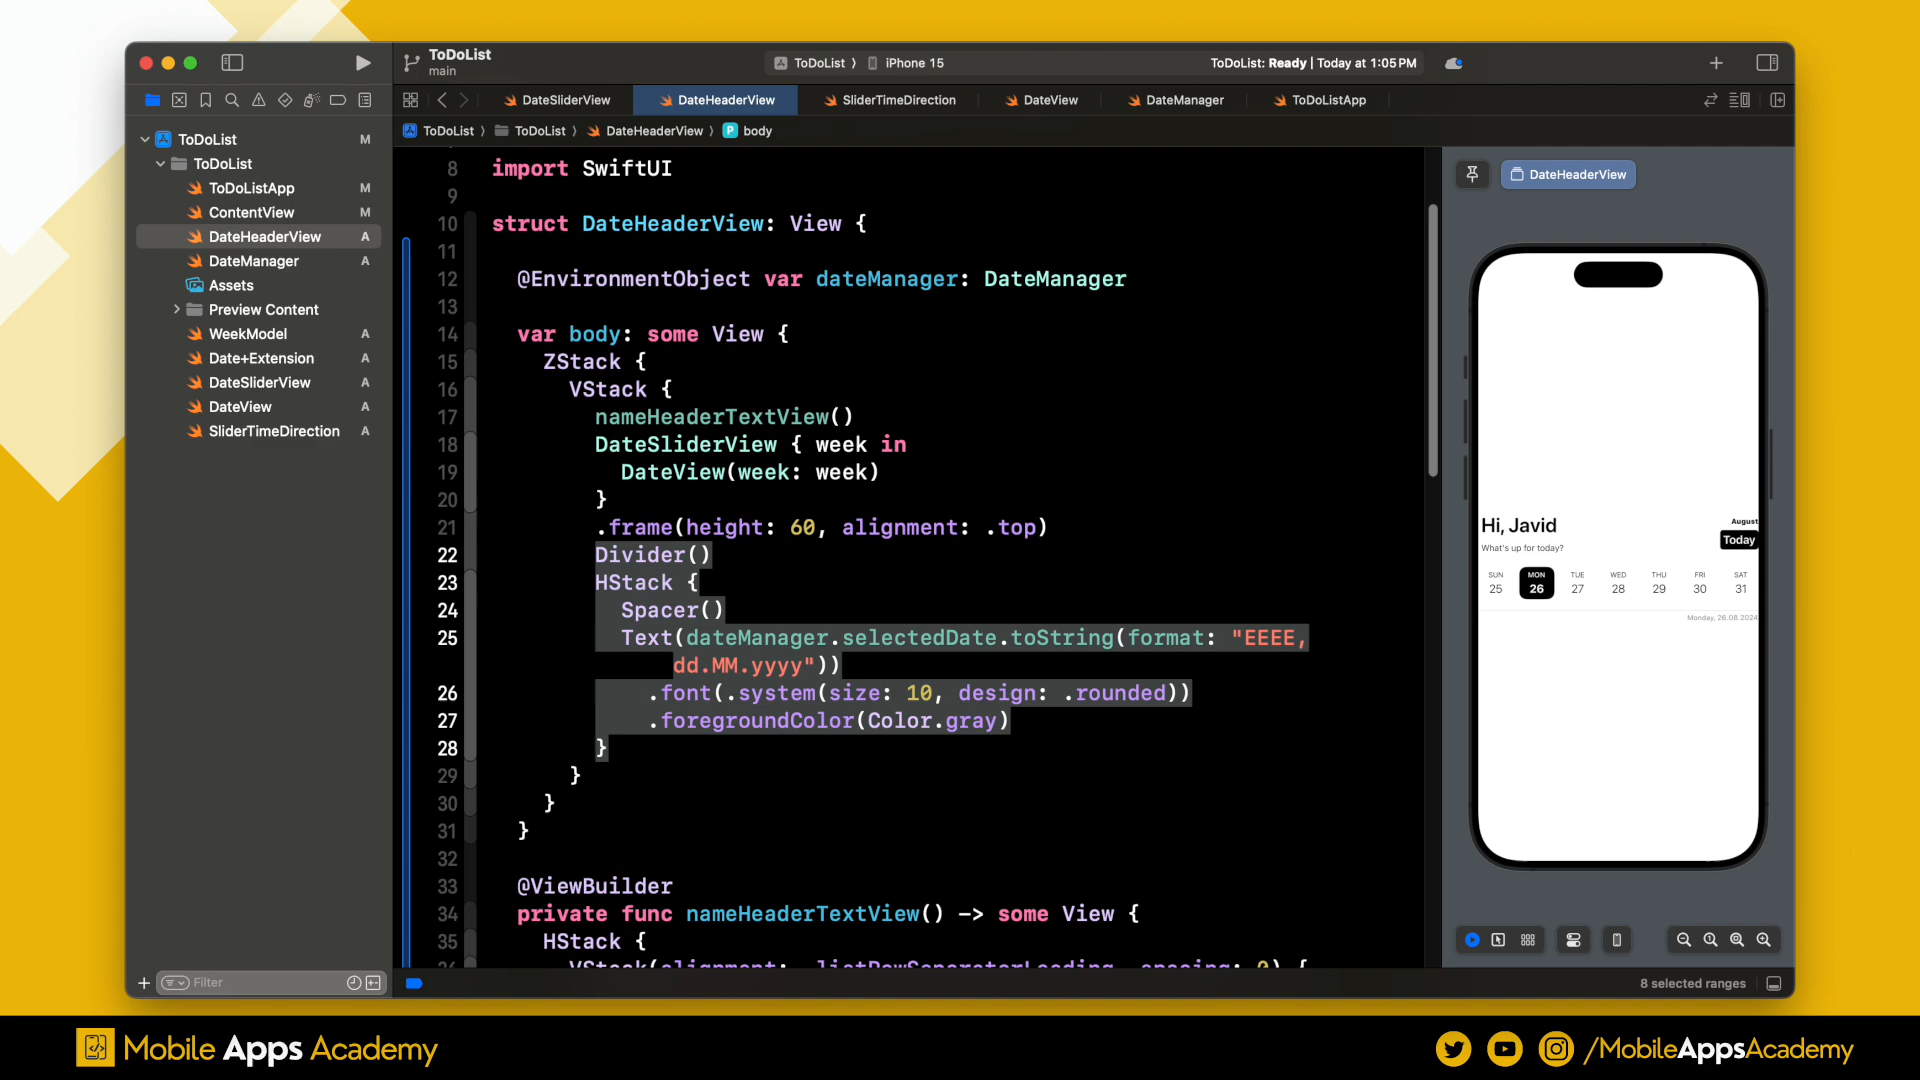 ToDoList
main
ToDoList
iPhone 15
ToDoList: Ready | Today at 1:05 PM
DateSliderView
DateHeaderView
SliderTimeDirection
DateView
DateManager
ToDoListApp
ToDoList ⟩ ToDoList ⟩ DateHeaderView ⟩ P body
ToDoList M
ToDoList
ToDoListApp M
ContentView M
DateHeaderView A
DateManager A
Assets
Preview Content
WeekModel A
Date+Extension A
DateSliderView A
DateView A
SliderTimeDirection A
Filter
8 import SwiftUI
9
10 struct DateHeaderView: View {
11
12 @EnvironmentObject var dateManager: DateManager
13
14 var body: some View {
15 ZStack {
16 VStack {
17 nameHeaderTextView()
18 DateSliderView { week in
19 DateView(week: week)
20 }
21 .frame(height: 60, alignment: .top)
22 Divider()
23 HStack {
24 Spacer()
25 Text(dateManager.selectedDate.toString(format: "EEEE,
dd.MM.yyyy"))
26 .font(.system(size: 10, design: .rounded))
27 .foregroundColor(Color.gray)
28 }
29 }
30 }
31 }
32
33 @ViewBuilder
34 private func nameHeaderTextView() -> some View {
35 HStack {
DateHeaderView
Hi, Javid
What's up for today?
August
Today
SUN MON TUE WED THU FRI SAT
25 26 27 28 29 30 31
Monday, 26.08.2024
8 selected ranges
Mobile Apps Academy
/MobileAppsAcademy